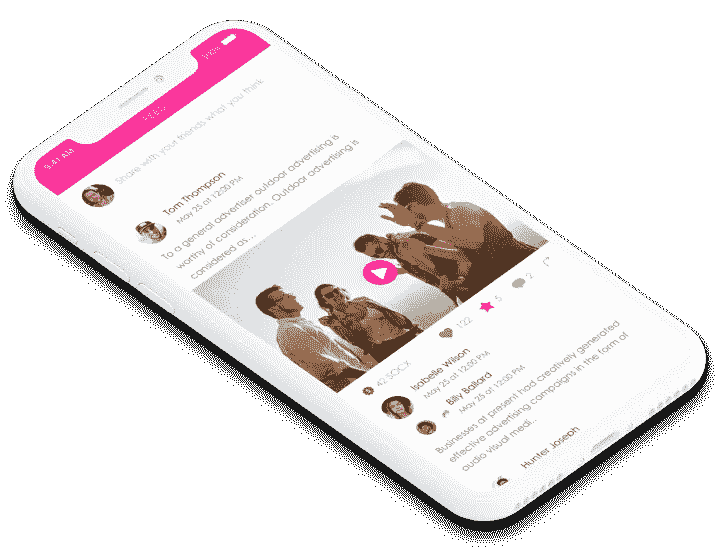 9:41 AM
FEED
Share with your friends what you think
Tom Thompson
May 25 at 12:00 PM
To a general advertiser outdoor advertising is
worthy of consideration. Outdoor advertising is
considered as...
42 SOCX
122
5
2
Isabelle Wilson
May 25 at 12:00 PM
Billy Ballard
May 25 at 12:00 PM
Businesses at present had creatively generated
effective advertising campaigns in the form of
audio visual medi...
Hunter Joseph